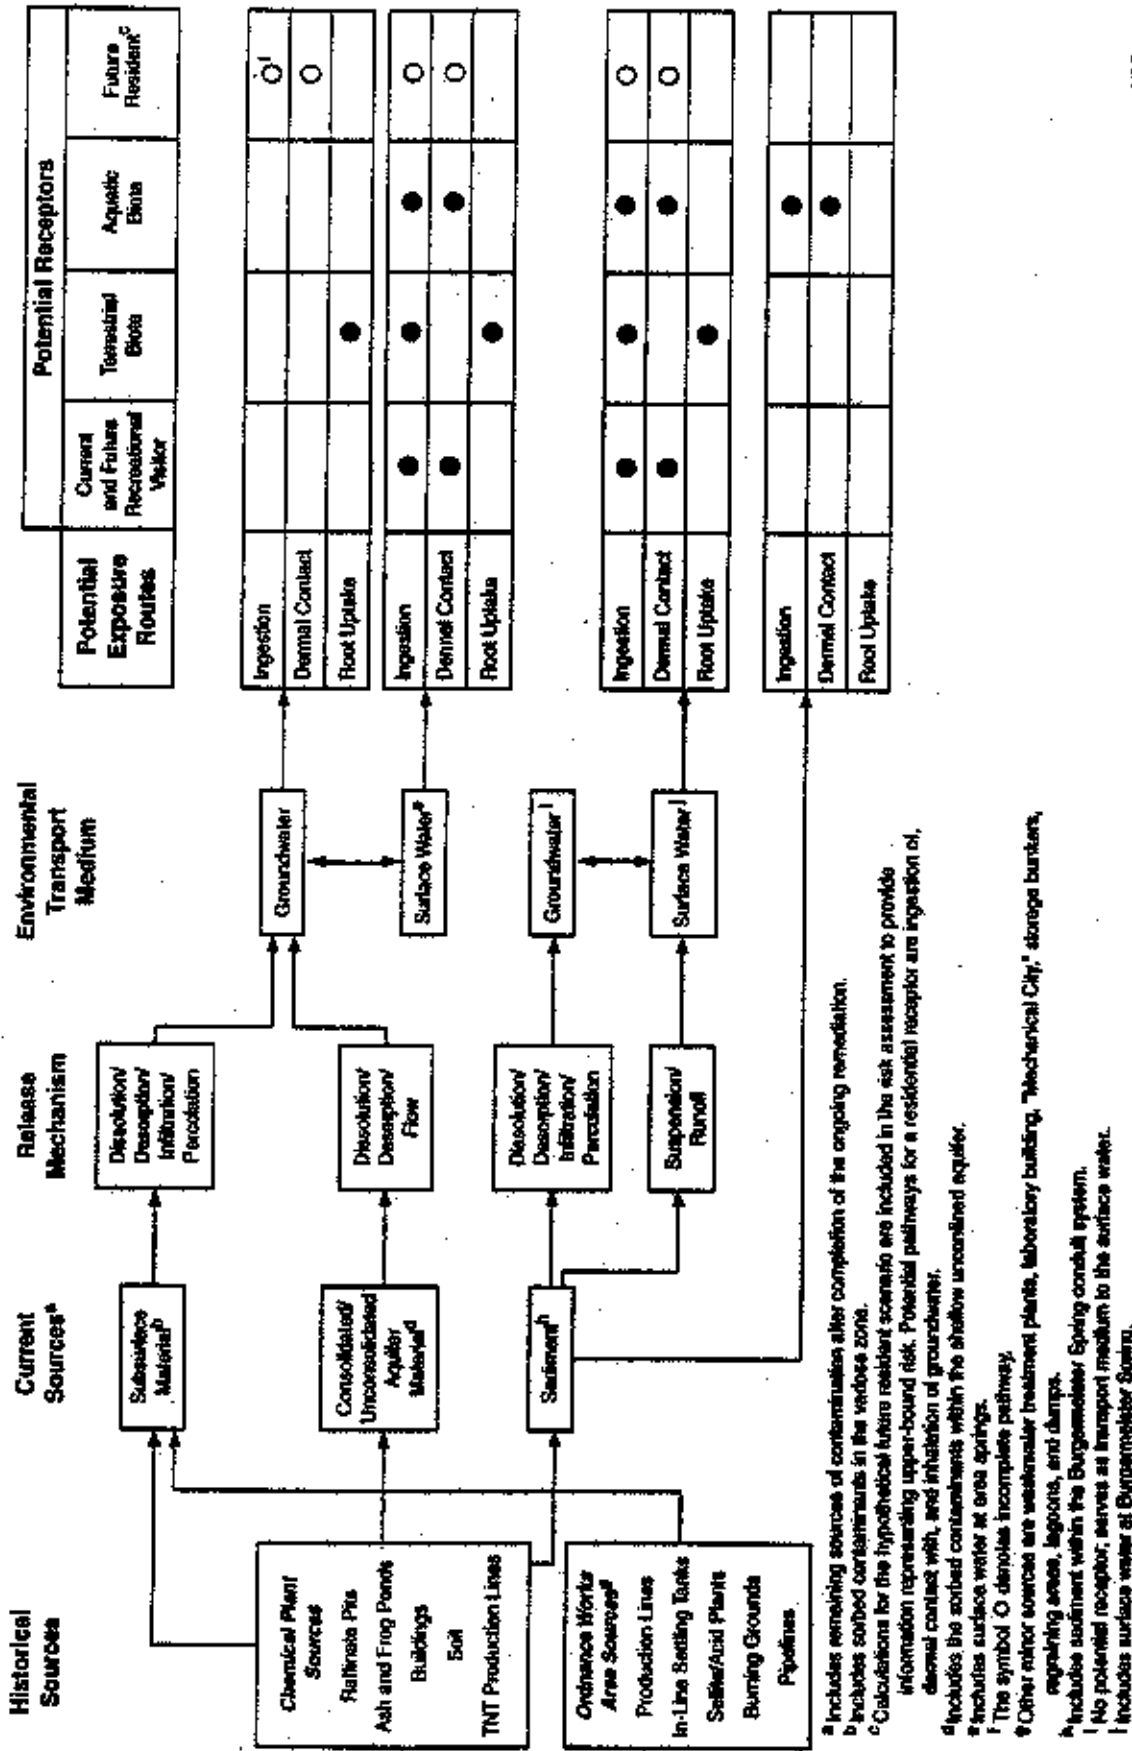 Historical
Sources
Current
Sources^a
Release
Mechanism
Environmental
Transport
Medium
Potential
Exposure
Routes
Potential Receptors
Current
and Future
Recreational
Visitor
Terrestrial
Biota
Aquatic
Biota
Future
Resident^c
Chemical Plant
Sources
Raffinate Pits
Ash and Frog Ponds
Buildings
Soil
TNT Production Lines
Ordnance Works
Area Sources^g
Production Lines
In-Line Settling Tanks
Sellite/Acid Plants
Burning Grounds
Pipelines
Subsurface
Material^b
Consolidated/
Unconsolidated
Aquifer
Material^d
Sediment^h
Dissolution/
Desorption/
Infiltration/
Percolation
Dissolution/
Desorption/
Flow
Dissolution/
Desorption/
Infiltration/
Percolation
Suspension/
Runoff
Groundwater
Surface Water^e
Groundwater^i
Surface Water^j
Ingestion
○^f
Dermal Contact
Root Uptake
Ingestion
Dermal Contact
Root Uptake
Ingestion
Dermal Contact
Root Uptake
Ingestion
Dermal Contact
Root Uptake
a Includes remaining sources of contamination after completion of the ongoing remediation.
b Includes sorbed contaminants in the vadose zone.
c Calculations for the hypothetical future resident scenario are included in the risk assessment to provide
information representing upper-bound risk. Potential pathways for a residential receptor are ingestion of,
dermal contact with, and inhalation of groundwater.
d Includes the sorbed contaminants within the shallow unconfined aquifer.
e Includes surface water at area springs.
f The symbol ○ denotes incomplete pathway.
g Other minor sources are wastewater treatment plants, laboratory building, "Mechanical City," storage bunkers,
regraining areas, lagoons, and dumps.
h Includes sediment within the Burgermeister Spring conduit system.
i No potential receptor; serves as transport medium to the surface water.
j Includes surface water at Burgermeister Spring.